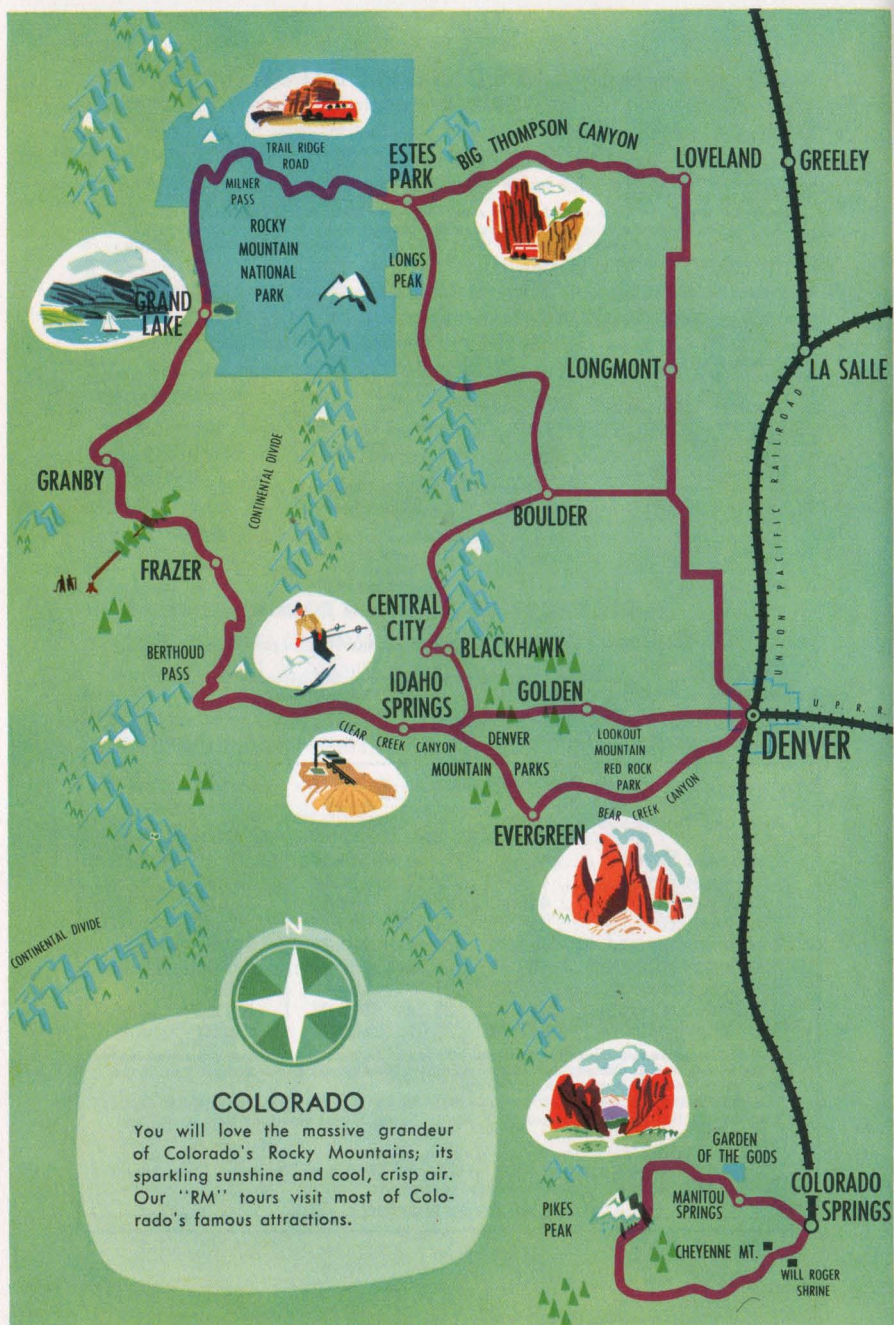 TRAIL RIDGE
ROAD
MILNER
PASS
ESTES
PARK
BIG THOMPSON CANYON
LOVELAND
GREELEY
ROCKY
MOUNTAIN
NATIONAL
PARK
LONGS
PEAK
GRAND
LAKE
LONGMONT
LA SALLE
UNION PACIFIC RAILROAD
GRANBY
CONTINENTAL DIVIDE
BOULDER
FRAZER
CENTRAL
CITY
BLACKHAWK
BERTHOUD
PASS
IDAHO
SPRINGS
GOLDEN
U.P.R.R.
CLEAR CREEK CANYON
DENVER
MOUNTAIN PARKS
LOOKOUT
MOUNTAIN
RED ROCK
PARK
DENVER
BEAR CREEK CANYON
EVERGREEN
CONTINENTAL DIVIDE
N
COLORADO
You will love the massive grandeur
of Colorado's Rocky Mountains; its
sparkling sunshine and cool, crisp air.
Our "RM" tours visit most of Colo-
rado's famous attractions.
GARDEN
OF THE GODS
PIKES
PEAK
MANITOU
SPRINGS
COLORADO
SPRINGS
CHEYENNE MT.
WILL ROGER
SHRINE